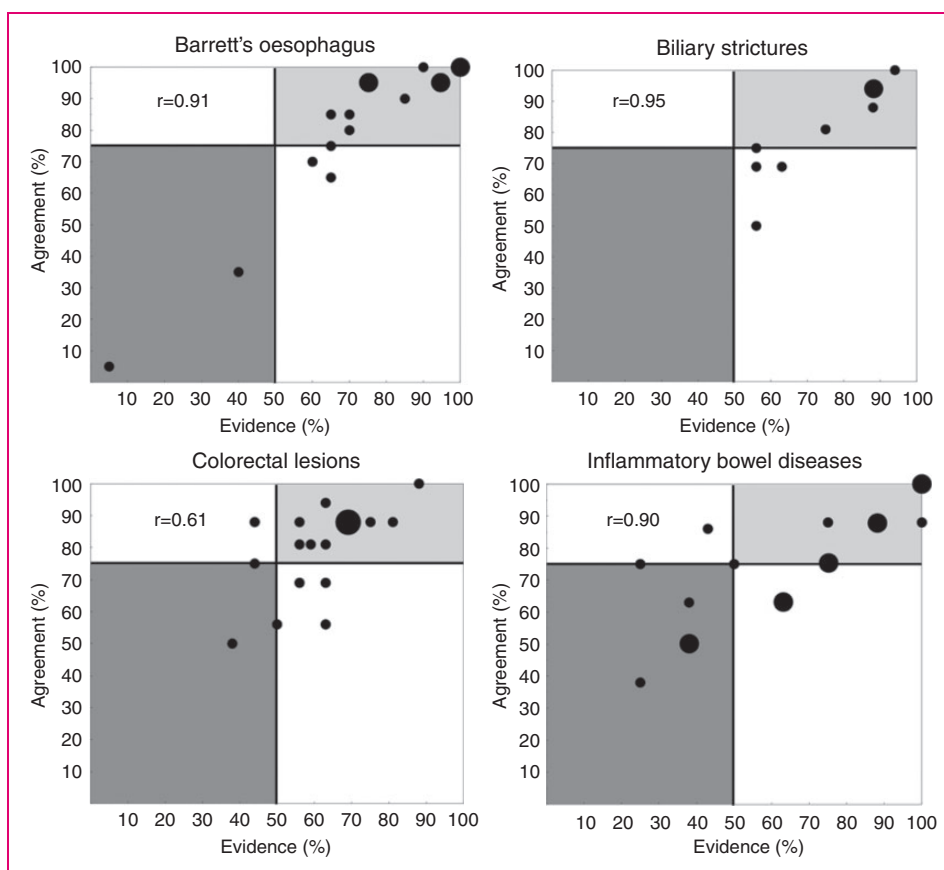 Barrett's oesophagus
100
90
80
70
60
50
40
30
20
10
Agreement (%)
r=0.91
10 20 30 40 50 60 70 80 90 100
Evidence (%)
Biliary strictures
100
90
80
70
60
50
40
30
20
10
Agreement (%)
r=0.95
10 20 30 40 50 60 70 80 90 100
Evidence (%)
Colorectal lesions
100
90
80
70
60
50
40
30
20
10
Agreement (%)
r=0.61
10 20 30 40 50 60 70 80 90 100
Evidence (%)
Inflammatory bowel diseases
100
90
80
70
60
50
40
30
20
10
Agreement (%)
r=0.90
10 20 30 40 50 60 70 80 90 100
Evidence (%)